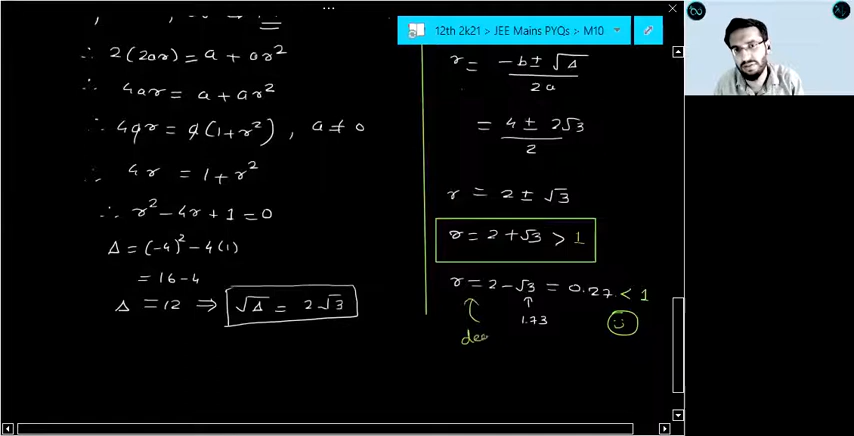 ∴ 2(2ar) = a + ar²
∴ 4ar = a + ar²
∴ 4ar = a(1+r²), a ≠ 0
∴ 4r = 1 + r²
∴ r² - 4r + 1 = 0
Δ = (-4)² - 4(1)
= 16 - 4
Δ = 12 ⇒ √Δ = 2√3
12th 2k21 > JEE Mains PYQs > M10
r = (-b ± √Δ) / 2a
= (4 ± 2√3) / 2
r = 2 ± √3
r = 2 + √3 > 1
r = 2 - √3 = 0.27 < 1
1.73
dec